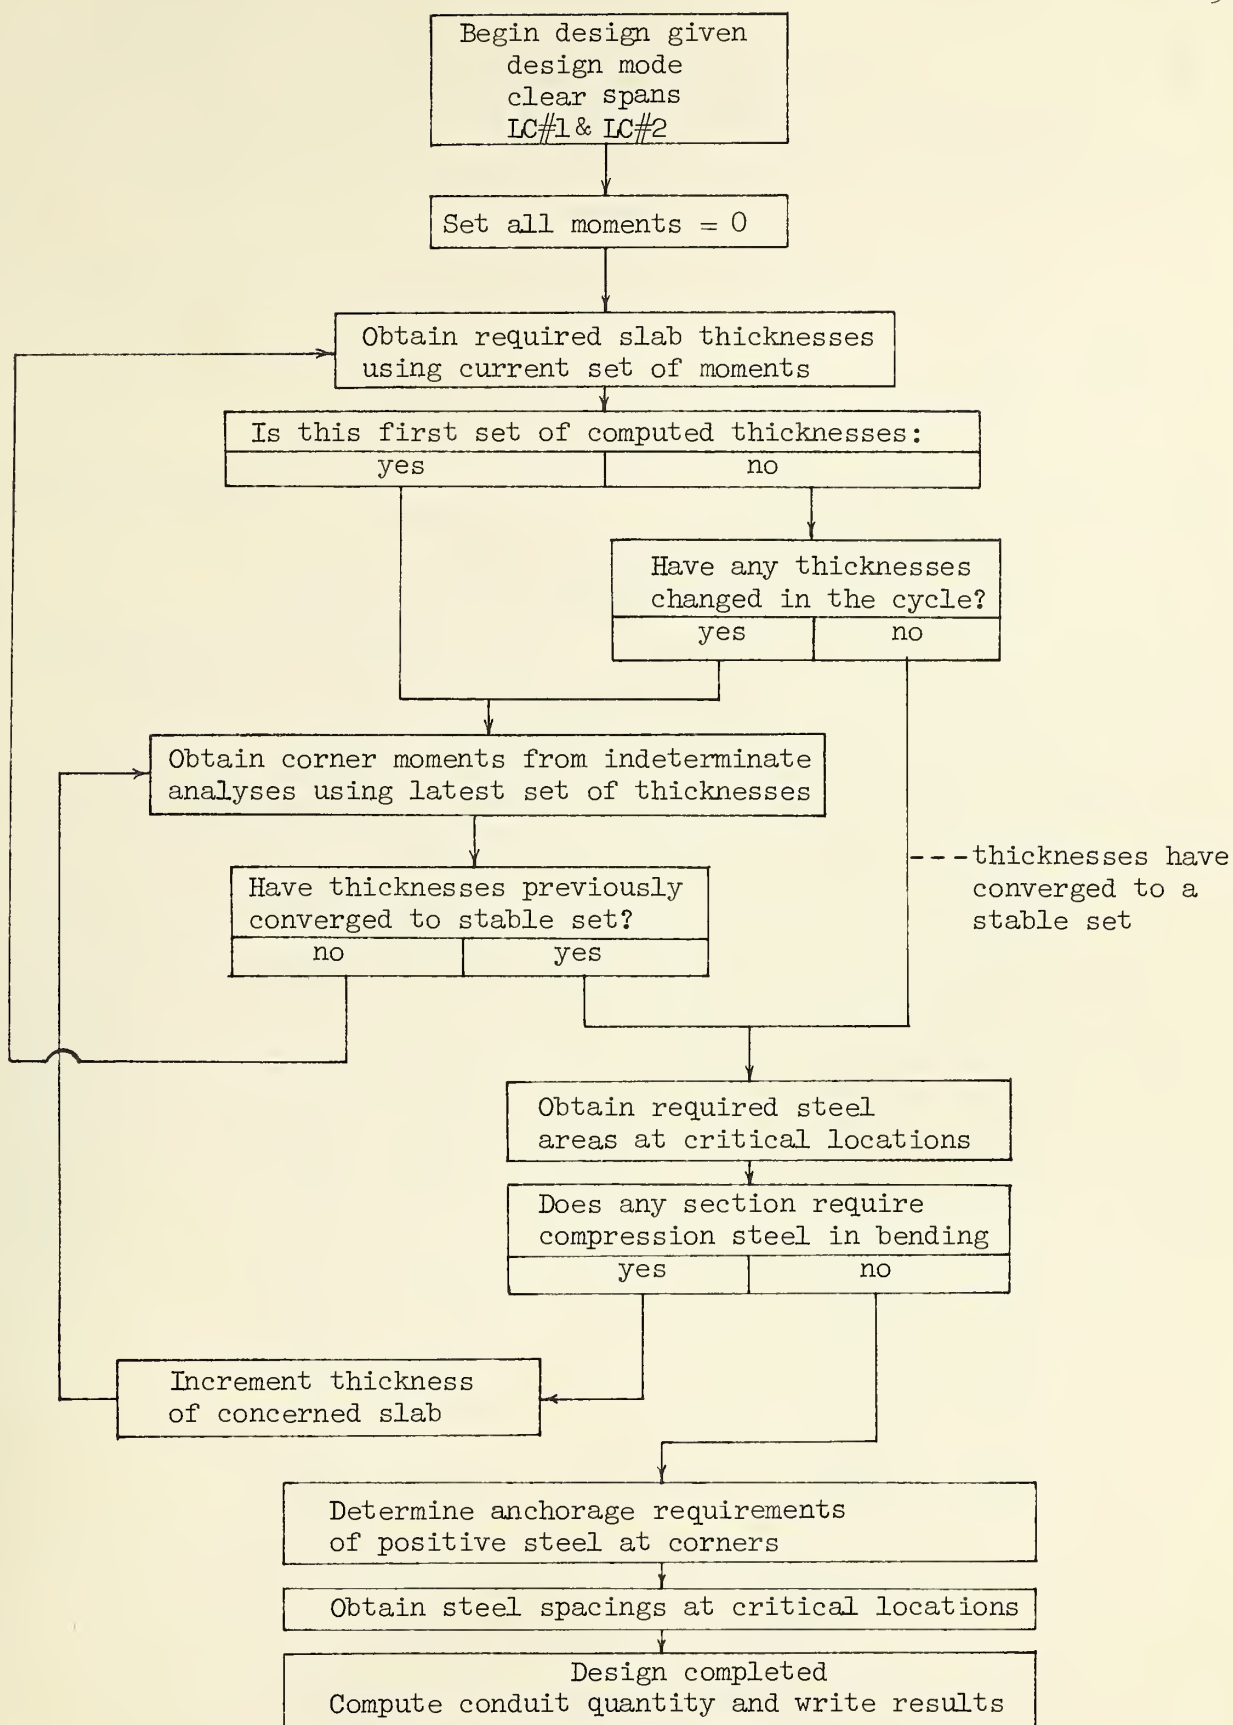 Begin design given
design mode
clear spans
LC#1 & LC#2
Set all moments = 0
Obtain required slab thicknesses
using current set of moments
Is this first set of computed thicknesses:
yes
no
Have any thicknesses
changed in the cycle?
yes
no
Obtain corner moments from indeterminate
analyses using latest set of thicknesses
---thicknesses have
converged to a
stable set
Have thicknesses previously
converged to stable set?
no
yes
Obtain required steel
areas at critical locations
Does any section require
compression steel in bending
yes
no
Increment thickness
of concerned slab
Determine anchorage requirements
of positive steel at corners
Obtain steel spacings at critical locations
Design completed
Compute conduit quantity and write results